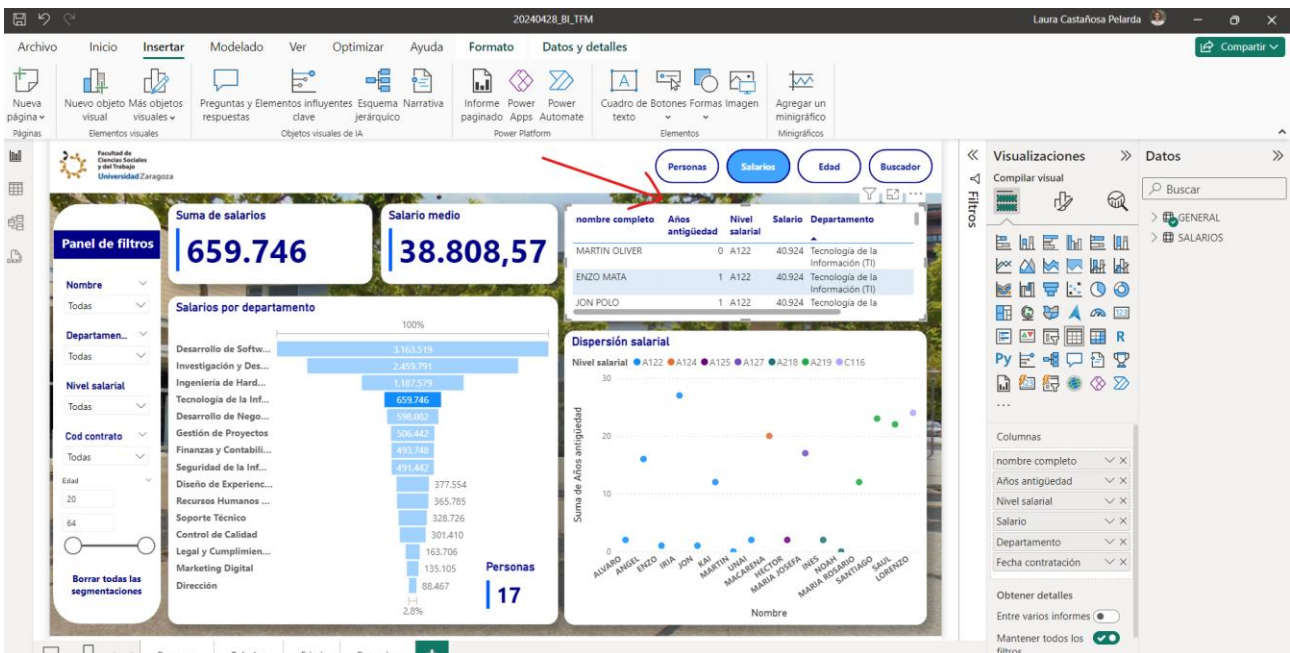 20240428_BI_TFM
Laura Castañosa Pelarda
Archivo Inicio Insertar Modelado Ver Optimizar Ayuda Formato Datos y detalles
Compartir
Nueva página
Nuevo objeto visual
Más objetos visuales
Preguntas y respuestas
Elementos influyentes clave
Esquema jerárquico
Narrativa
Informe paginado
Power Apps
Power Automate
Cuadro de texto
Botones
Formas
Imagen
Agregar un minigráfico
Páginas
Elementos visuales
Objetos visuales de IA
Power Platform
Elementos
Minigráficos
Facultad de
Ciencias Sociales
y del Trabajo
Universidad Zaragoza
Personas Salarios Edad Buscador
Panel de filtros
Nombre
Todas
Departamen...
Todas
Nivel salarial
Todas
Cod contrato
Todas
Edad
20
64
Borrar todas las
segmentaciones
Suma de salarios
659.746
Salario medio
38.808,57
Salarios por departamento
100%
Desarrollo de Softw... 3.163.519
Investigación y Des... 2.459.791
Ingeniería de Hard... 1.187.579
Tecnología de la Inf... 659.746
Desarrollo de Nego... 598.082
Gestión de Proyectos 506.442
Finanzas y Contabili... 493.748
Seguridad de la Inf... 491.442
Diseño de Experienc... 377.554
Recursos Humanos ... 365.785
Soporte Técnico 328.726
Control de Calidad 301.410
Legal y Cumplimien... 163.706
Marketing Digital 135.105
Dirección 88.467
2,8%
Personas
17
nombre completo Años antigüedad Nivel salarial Salario Departamento
MARTIN OLIVER 0 A122 40.924 Tecnología de la Información (TI)
ENZO MATA 1 A122 40.924 Tecnología de la Información (TI)
JON POLO 1 A122 40.924 Tecnología de la
Dispersión salarial
Nivel salarial A122 A124 A125 A127 A218 A219 C116
30
20
10
0
Suma de Años antigüedad
ALVARO ANGEL ENZO IRIA JON KAI MARTIN UNAI MACARENA HECTOR MARIA JOSEFA INES NOAH MARIA ROSARIO SANTIAGO SAUL LORENZO
Nombre
Filtros
Visualizaciones
Compilar visual
R
Py
...
Columnas
nombre completo
Años antigüedad
Nivel salarial
Salario
Departamento
Fecha contratación
Obtener detalles
Entre varios informes
Mantener todos los
filtros
Datos
Buscar
GENERAL
SALARIOS